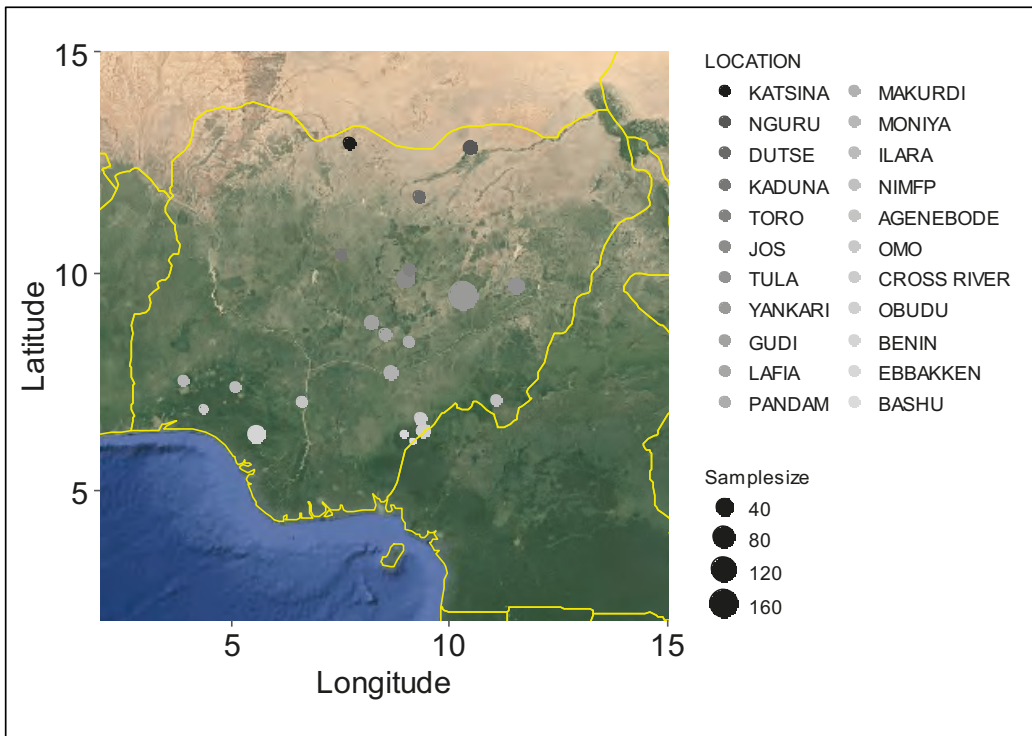 15
10
5
Latitude
5
10
15
Longitude
LOCATION
KATSINA
NGURU
DUTSE
KADUNA
TORO
JOS
TULA
YANKARI
GUDI
LAFIA
PANDAM
MAKURDI
MONIYA
ILARA
NIMFP
AGENEBODE
OMO
CROSS RIVER
OBUDU
BENIN
EBBAKKEN
BASHU
Samplesize
40
80
120
160